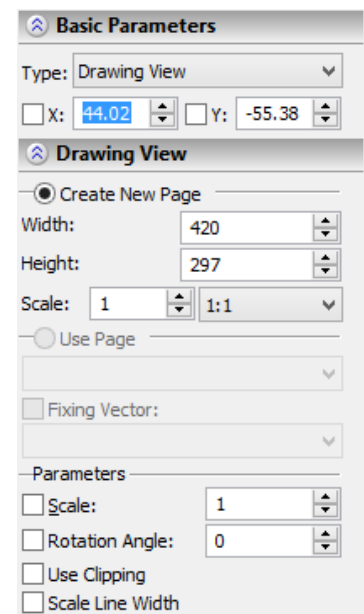 Basic Parameters
Type: Drawing View
X: 44.02 Y: -55.38
Drawing View
Create New Page
Width: 420
Height: 297
Scale: 1 1:1
Use Page
Fixing Vector:
Parameters
Scale: 1
Rotation Angle: 0
Use Clipping
Scale Line Width